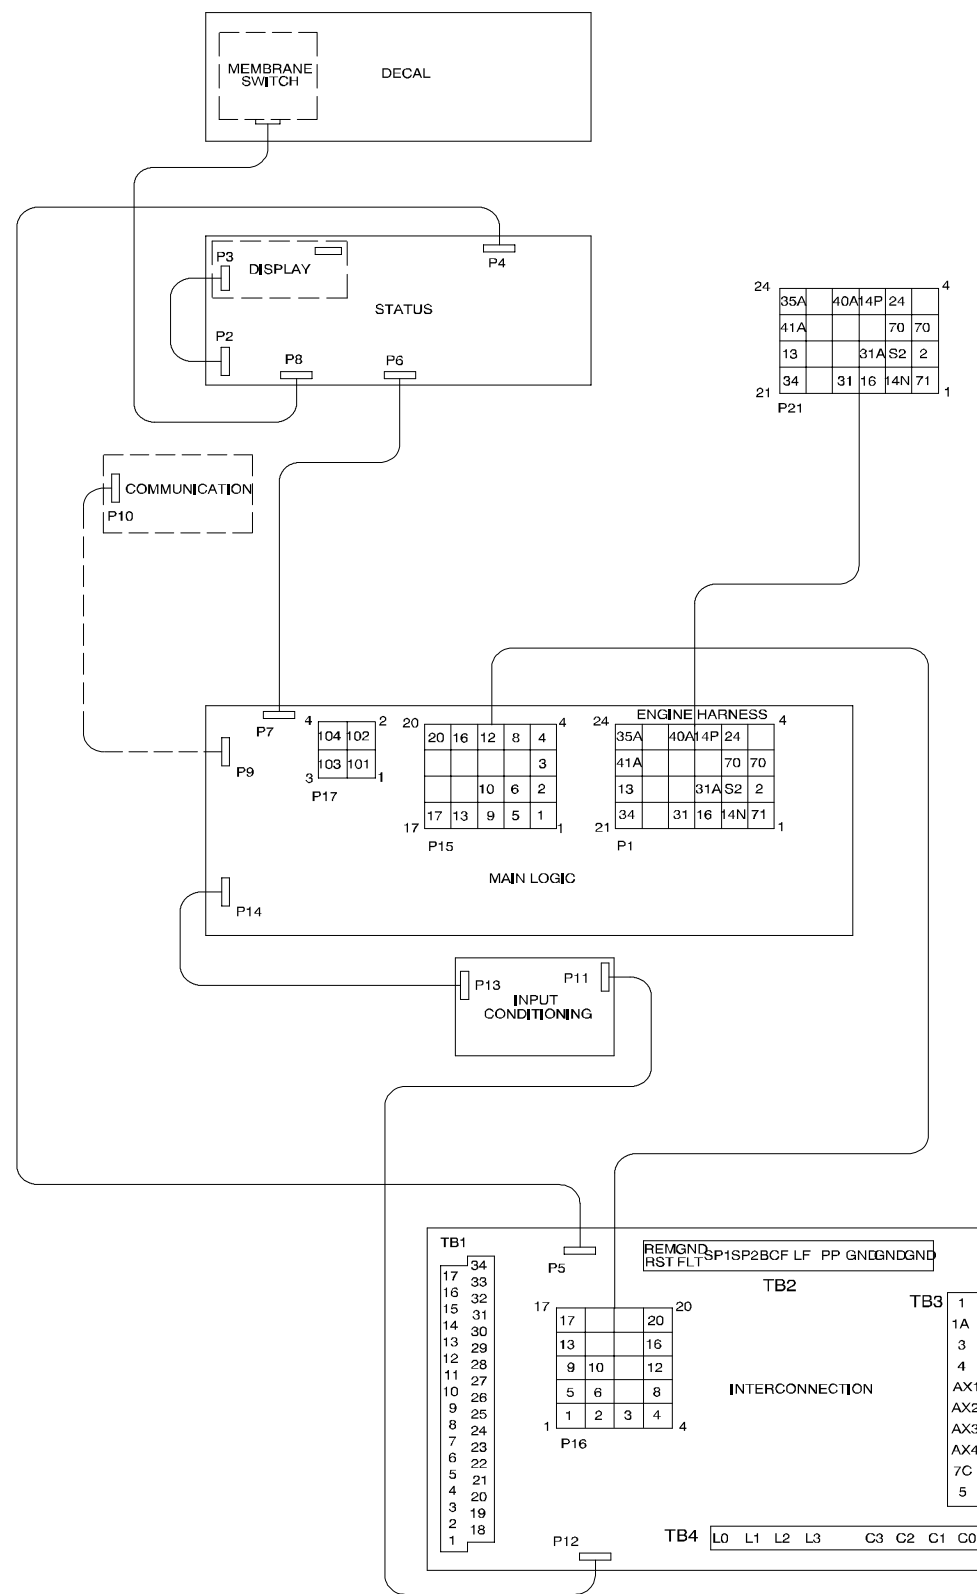 MEMBRANE
SWITCH
DECAL
P3
DISPLAY
P4
STATUS
P2
P8
P6
24 4
35A 40A 14P 24
41A 70 70
13 31A S2 2
34 31 16 14N 71
21 1
P21
COMMUNICATION
P10
ENGINE HARNESS
P7
4 2
104 102
103 101
3 1
P17
20 4
20 16 12 8 4
3
10 6 2
17 13 9 5 1
17 1
P15
24 4
35A 40A 14P 24
41A 70 70
13 31A S2 2
34 31 16 14N 71
21 1
P1
P9
MAIN LOGIC
P14
P13
P11
INPUT
CONDITIONING
TB1
34
17 33
16 32
15 31
14 30
13 29
12 28
11 27
10 26
9 25
8 24
7 23
6 22
5 21
4 20
3 19
2 18
1
P5
REM GND SP1 SP2 BCF LF PP GND GND GND
RST FLT
TB2
17 20
17 20
13 16
9 10 12
5 6 8
1 2 3 4
1 4
P16
INTERCONNECTION
TB3
1
1A
3
4
AX1
AX2
AX3
AX4
7C
5
P12
TB4
L0 L1 L2 L3 C3 C2 C1 C0